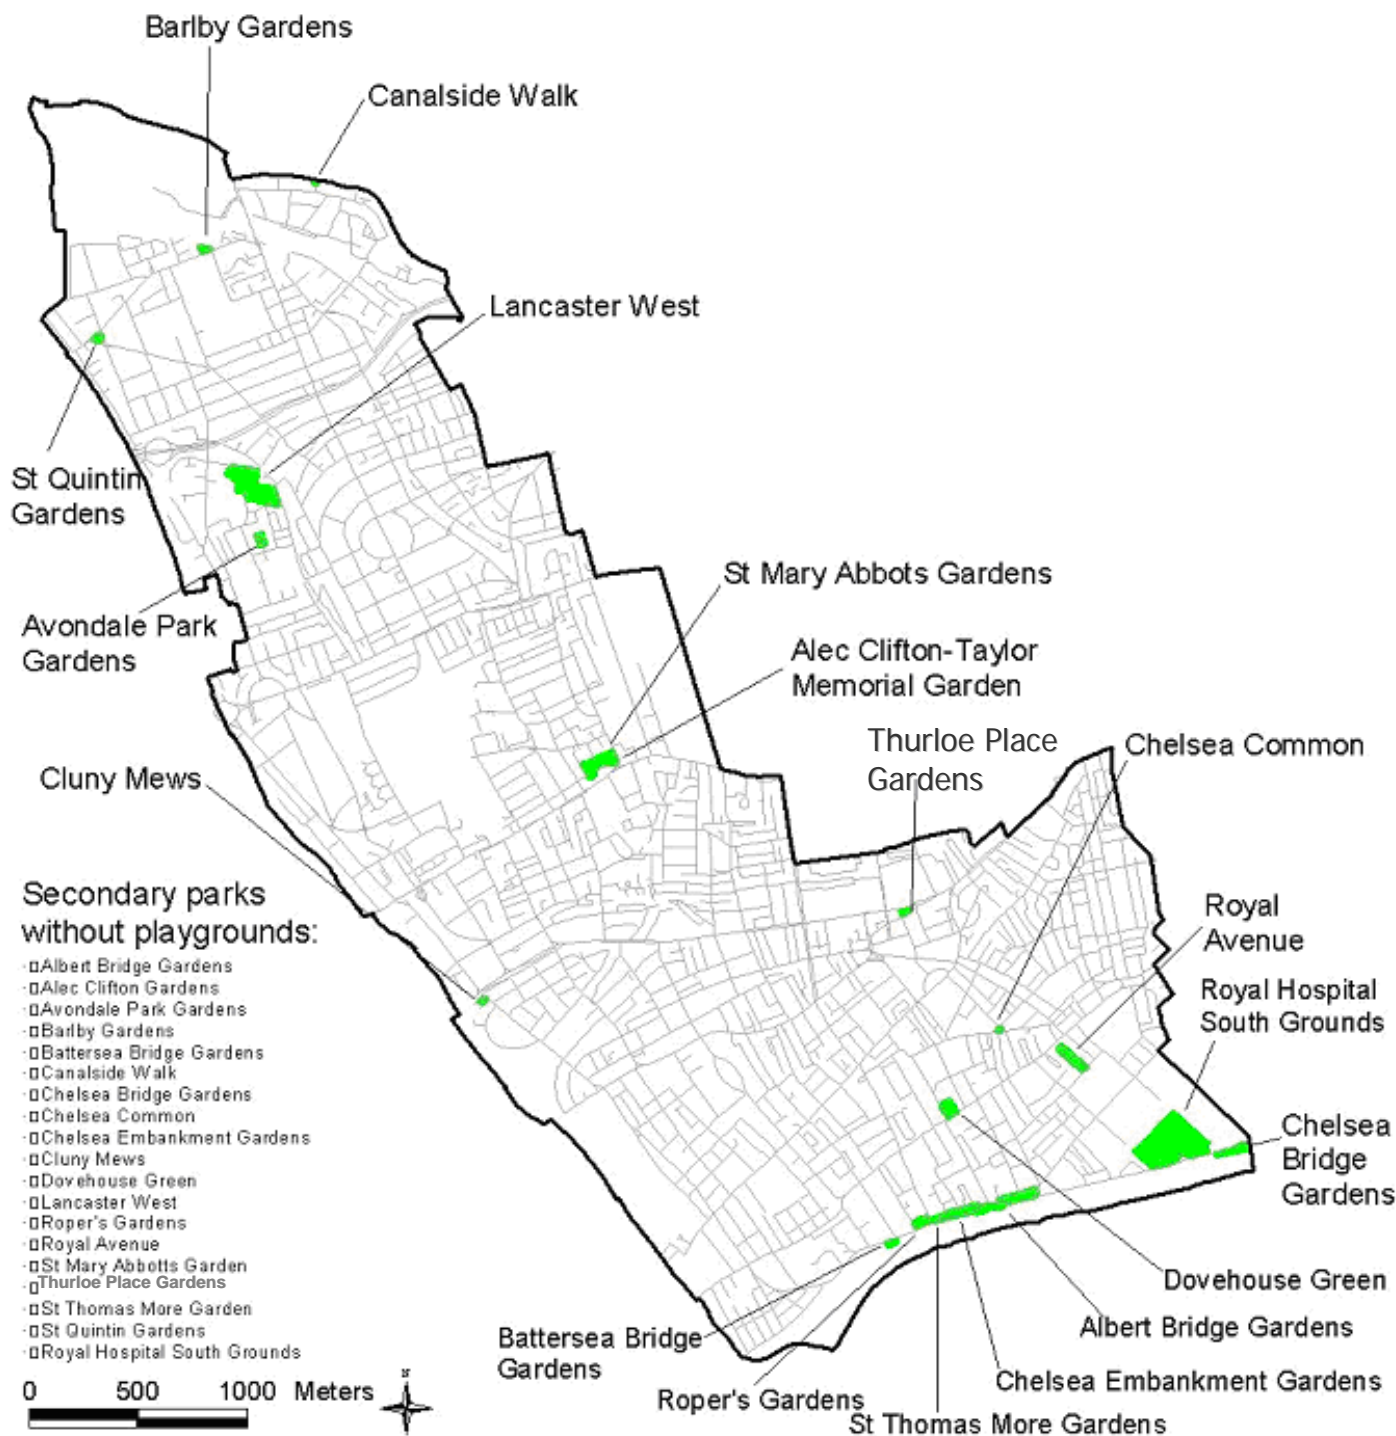 Barlby Gardens
Canalside Walk
Lancaster West
St Quintin
Gardens
St Mary Abbots Gardens
Avondale Park
Gardens
Alec Clifton-Taylor
Memorial Garden
Thurloe Place
Gardens
Chelsea Common
Cluny Mews
Royal
Avenue
Royal Hospital
South Grounds
Chelsea
Bridge
Gardens
Dovehouse Green
Albert Bridge Gardens
Battersea Bridge
Gardens
Chelsea Embankment Gardens
Roper's Gardens
St Thomas More Gardens
Secondary parks
without playgrounds:
Albert Bridge Gardens
Alec Clifton Gardens
Avondale Park Gardens
Barlby Gardens
Battersea Bridge Gardens
Canalside Walk
Chelsea Bridge Gardens
Chelsea Common
Chelsea Embankment Gardens
Cluny Mews
Dovehouse Green
Lancaster West
Roper's Gardens
Royal Avenue
St Mary Abbotts Garden
Thurloe Place Gardens
St Thomas More Garden
St Quintin Gardens
Royal Hospital South Grounds
0 500 1000 Meters
N